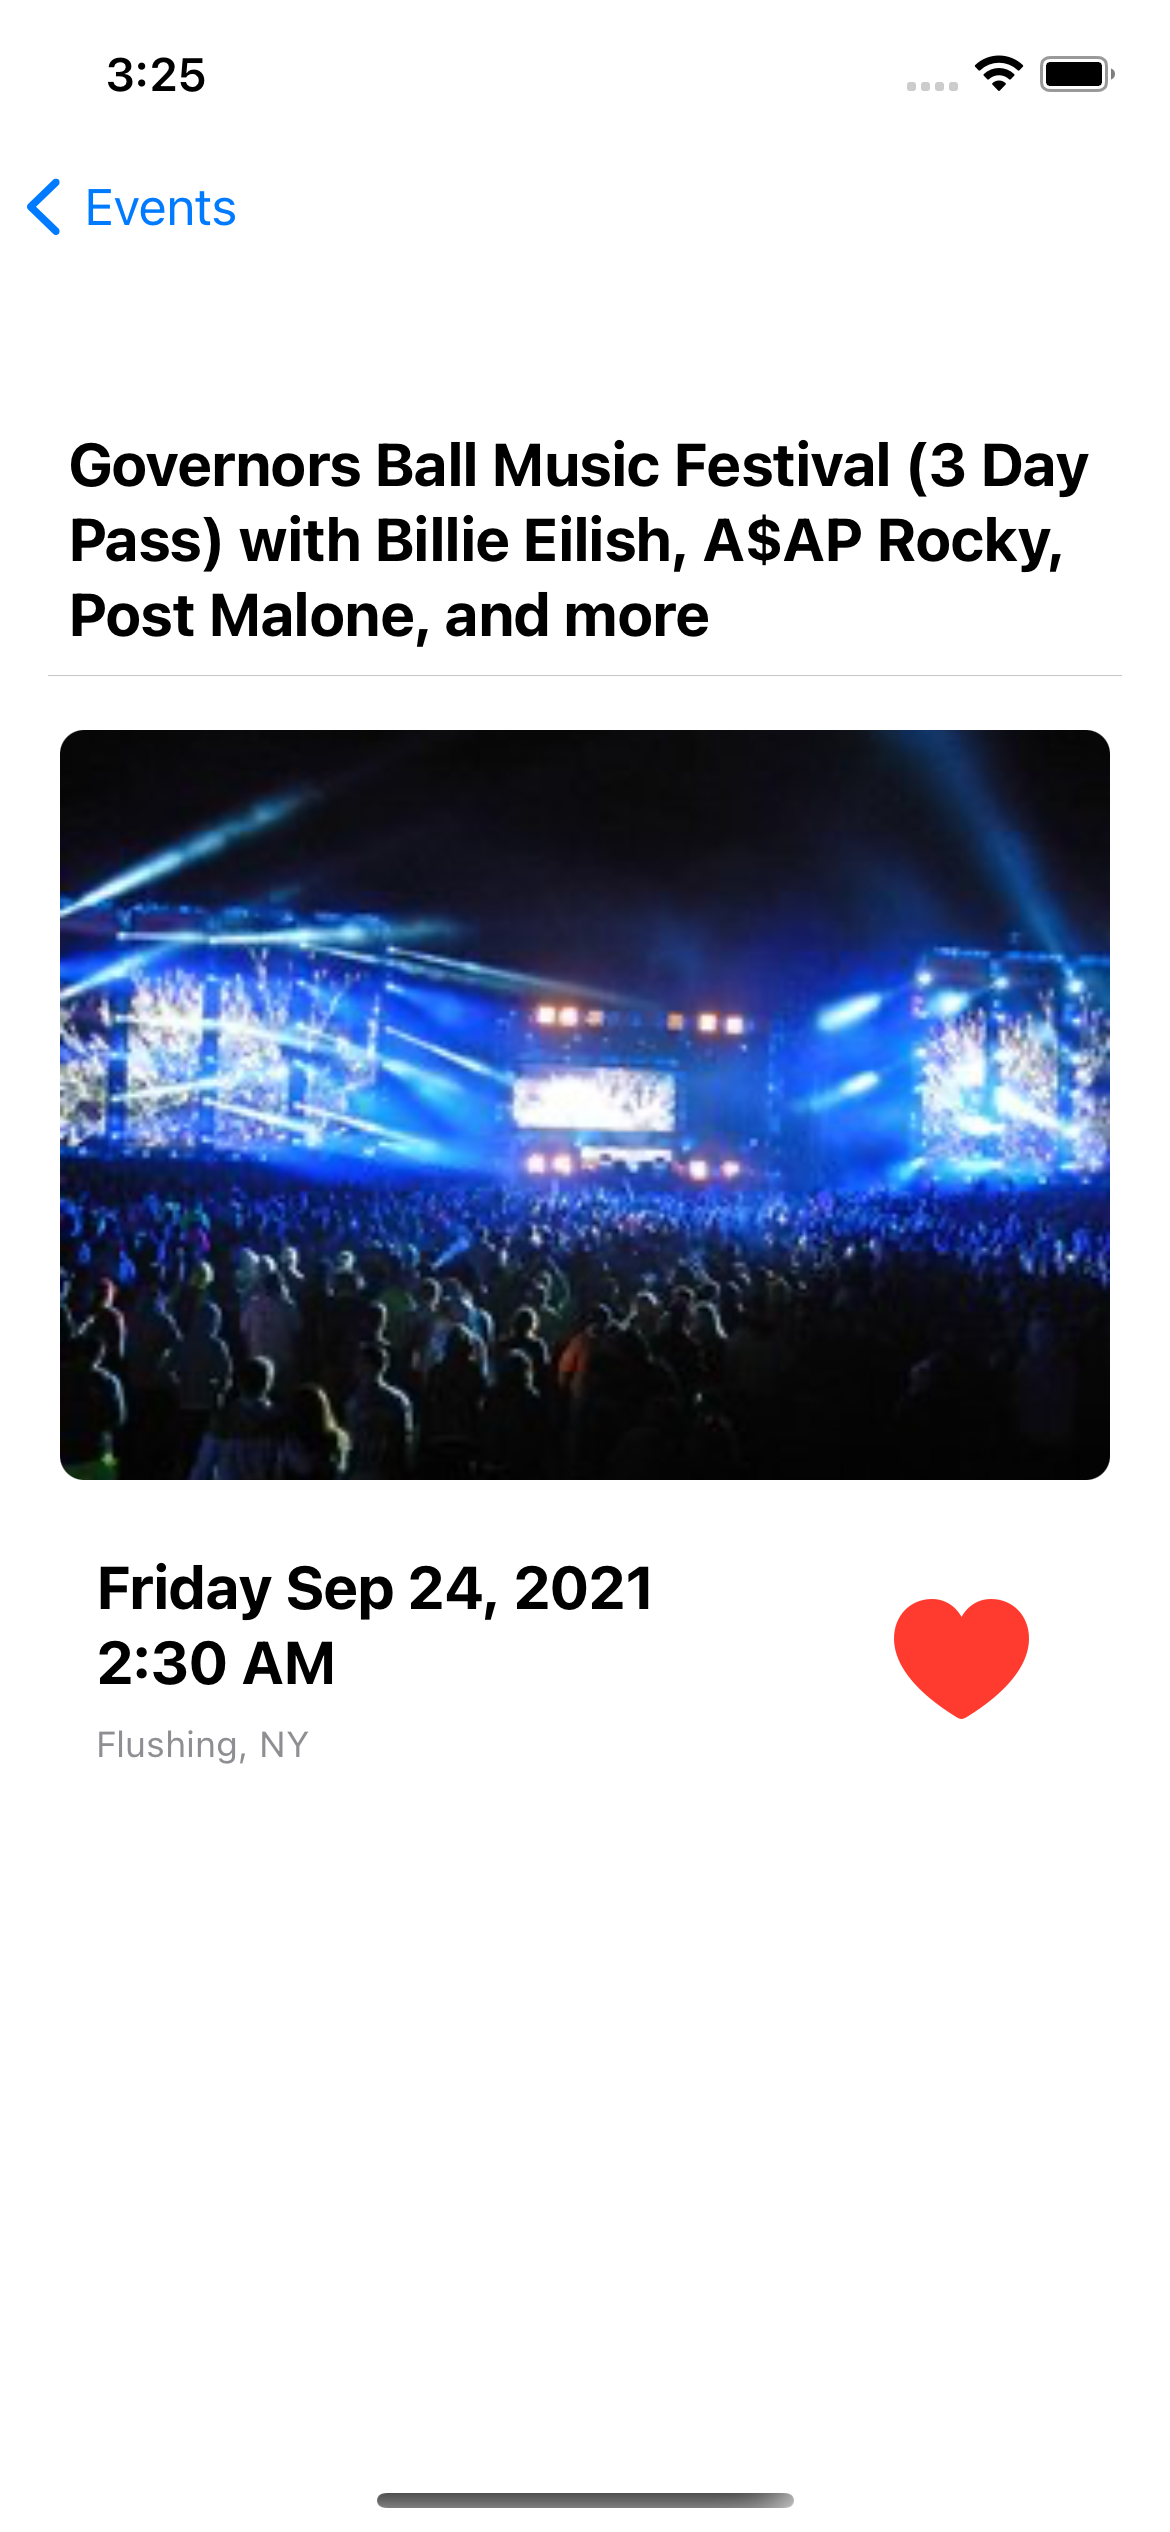 3:25
Events
Governors Ball Music Festival (3 Day
Pass) with Billie Eilish, A$AP Rocky,
Post Malone, and more
Friday Sep 24, 2021
2:30 AM
Flushing, NY